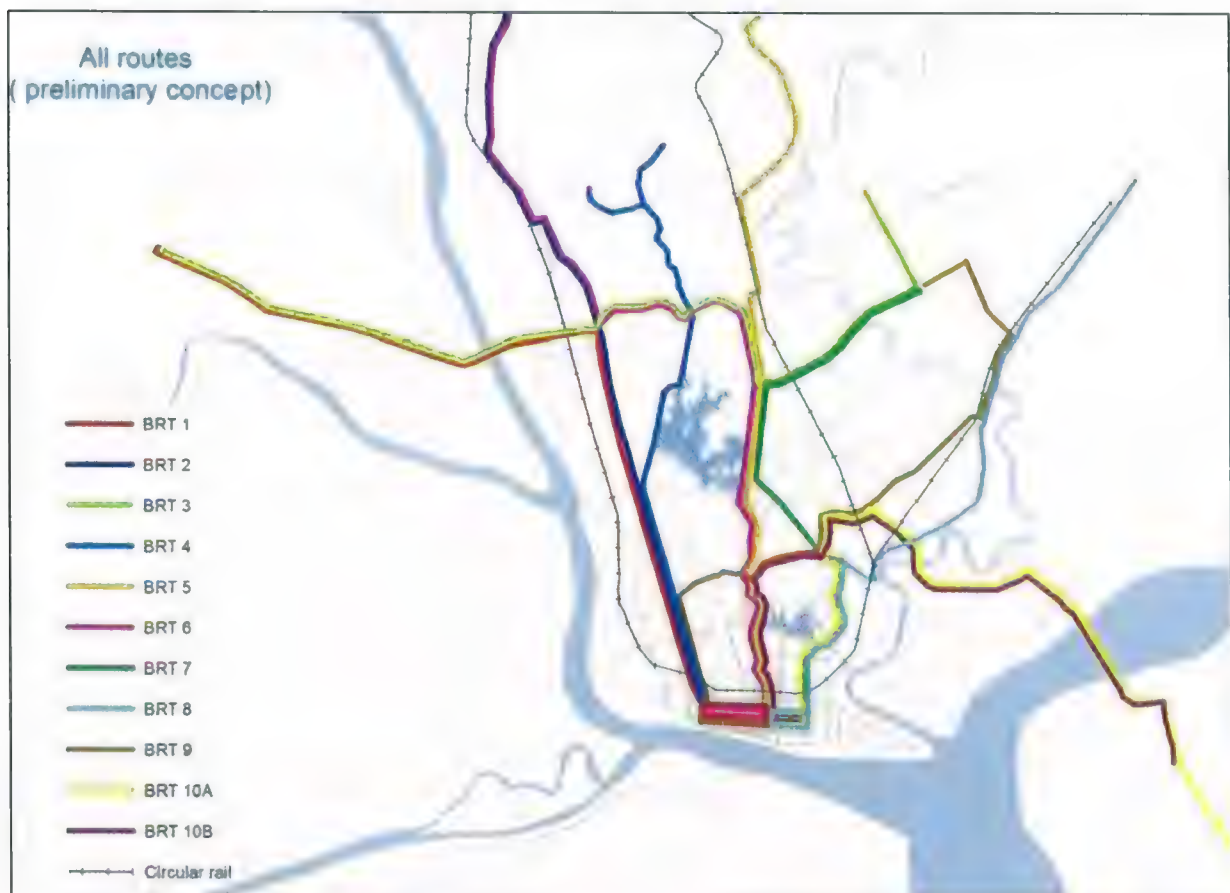 All routes
( preliminary concept)
BRT 1
BRT 2
BRT 3
BRT 4
BRT 5
BRT 6
BRT 7
BRT 8
BRT 9
BRT 10A
BRT 10B
Circular rail